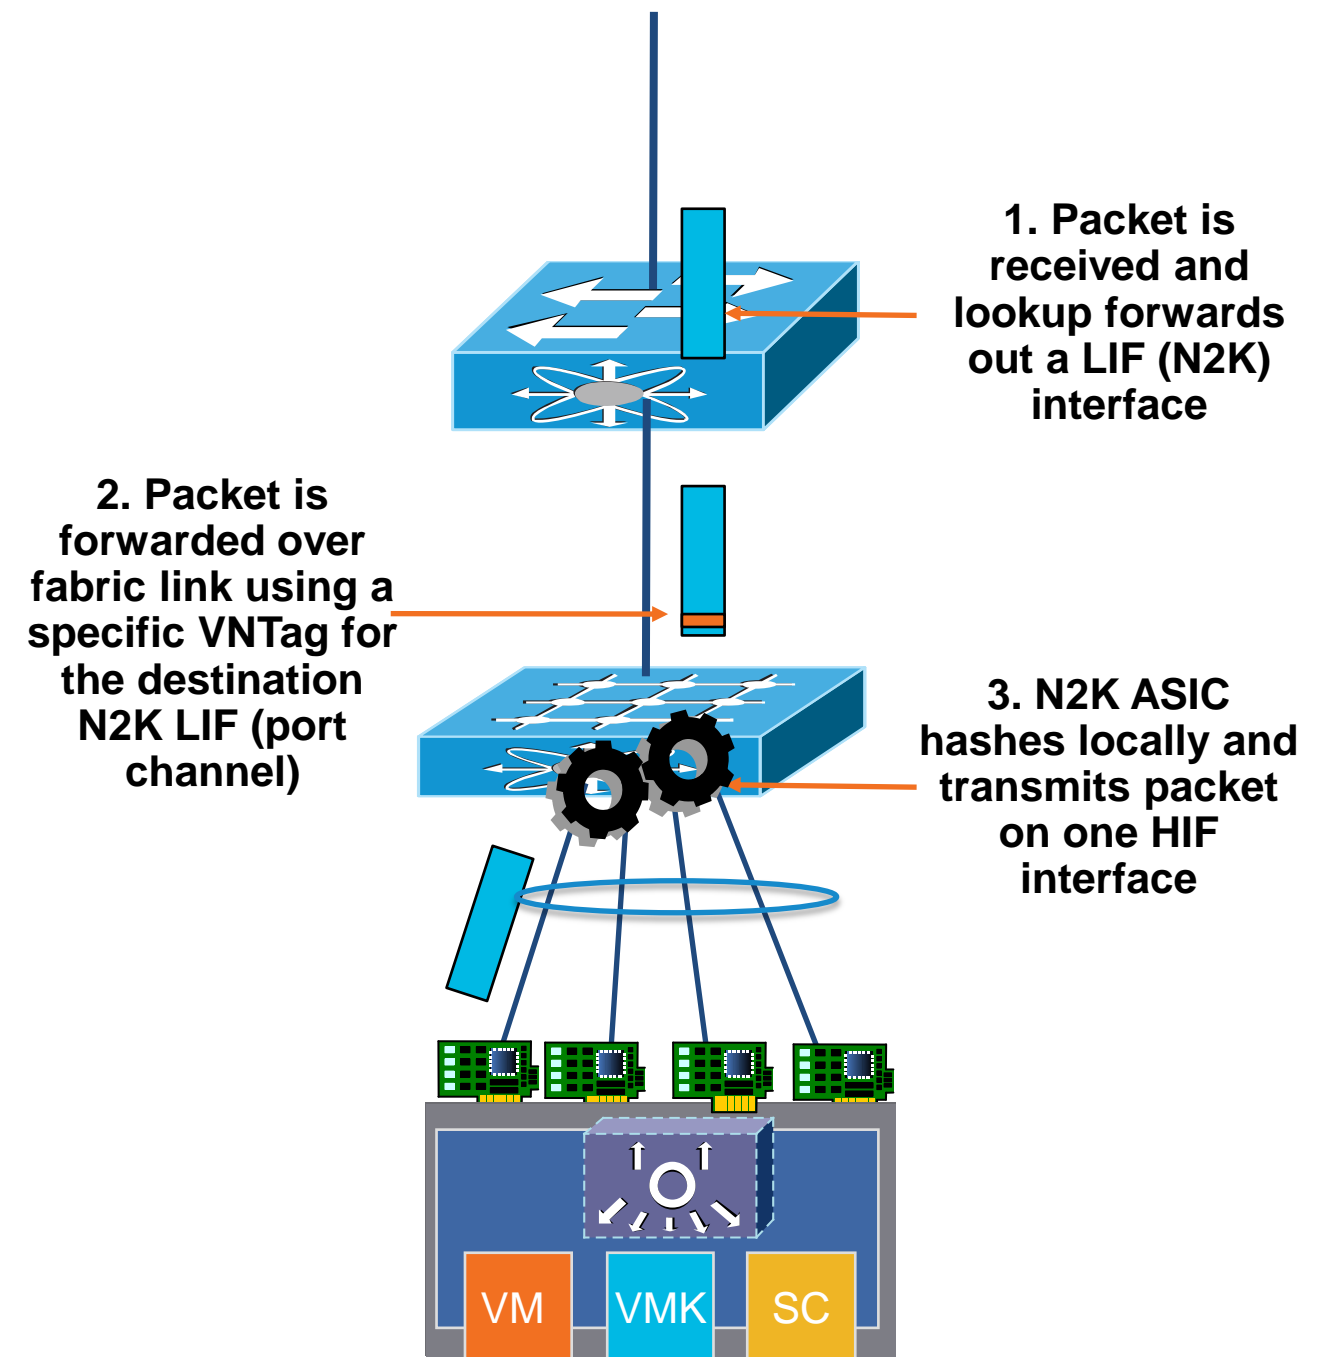 1. Packet is
received and
lookup forwards
out a LIF (N2K)
interface
2. Packet is
forwarded over
fabric link using a
specific VNTag for
the destination
N2K LIF (port
channel)
3. N2K ASIC
hashes locally and
transmits packet
on one HIF
interface
VM
VMK
SC